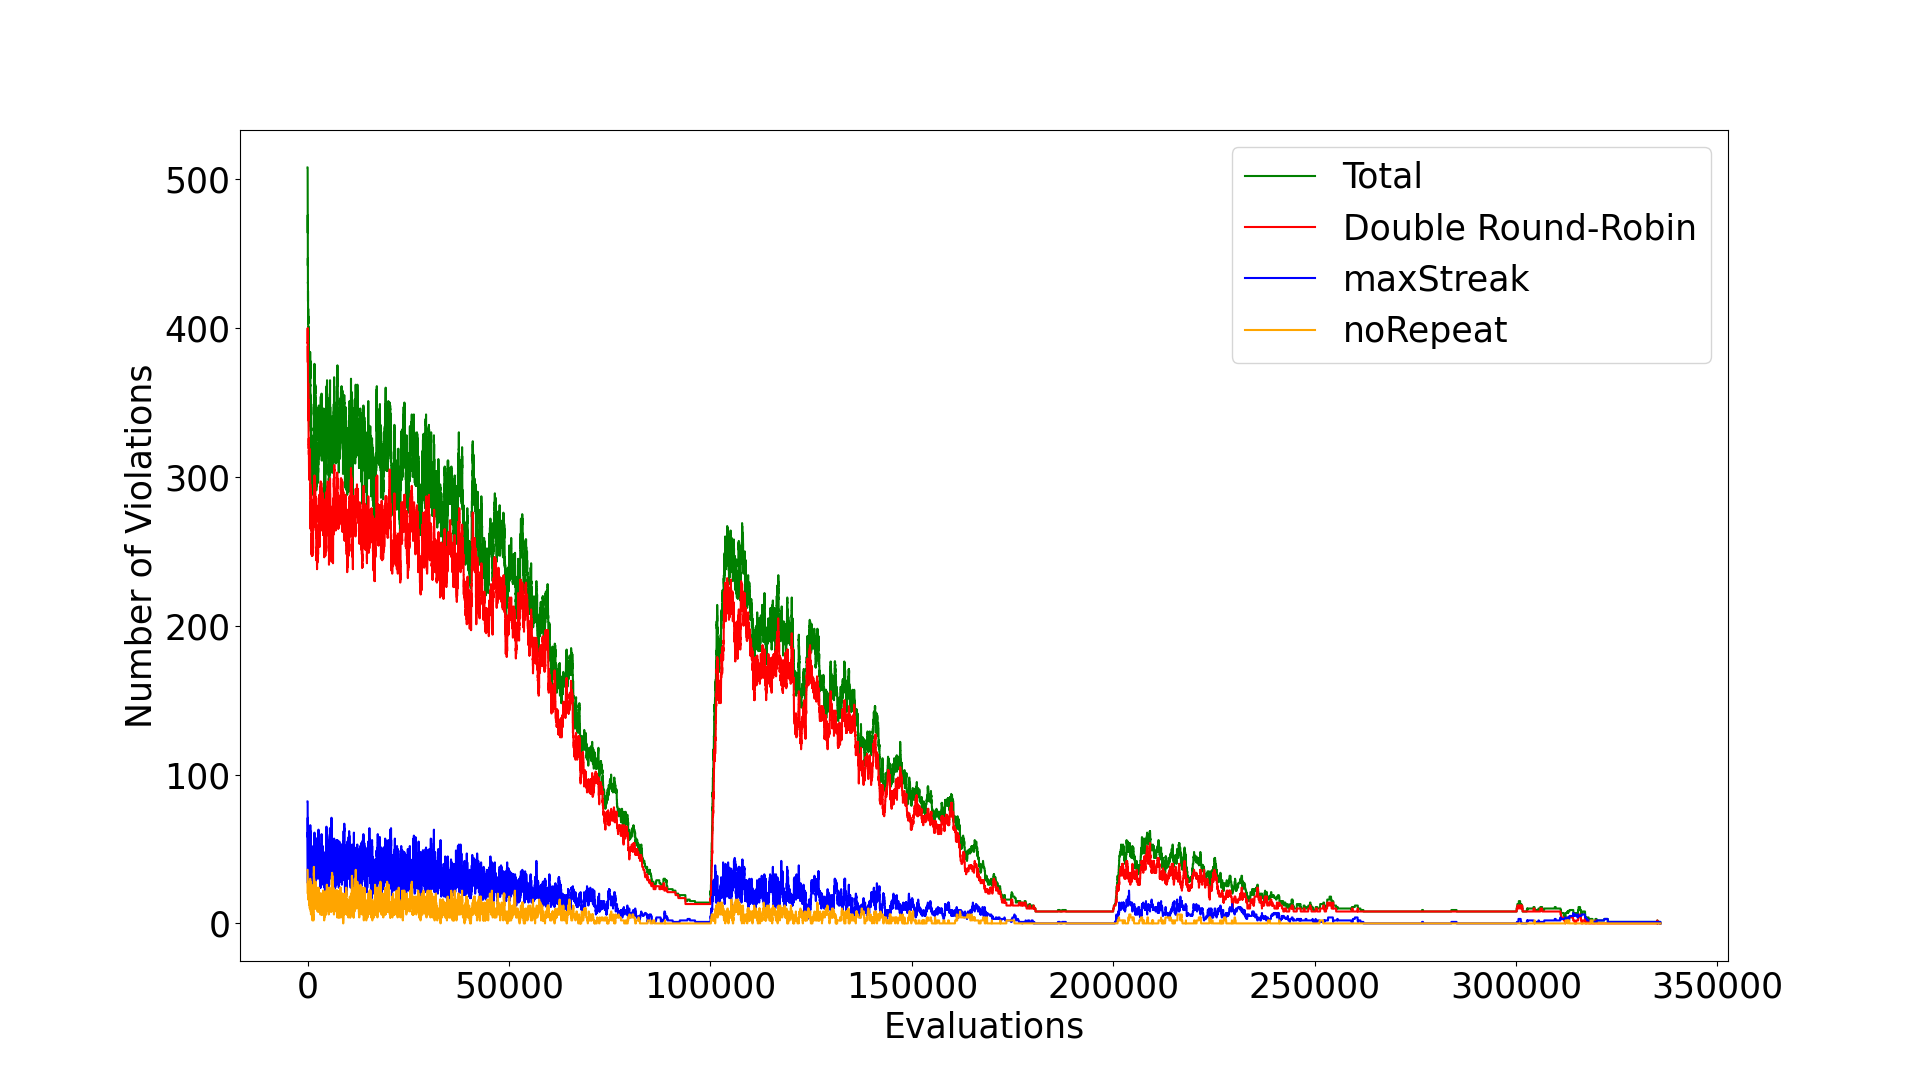 Total
Double Round-Robin
maxStreak
noRepeat
500
400
300
200
100
0
Number of Violations
0
50000
100000
150000
200000
250000
300000
350000
Evaluations